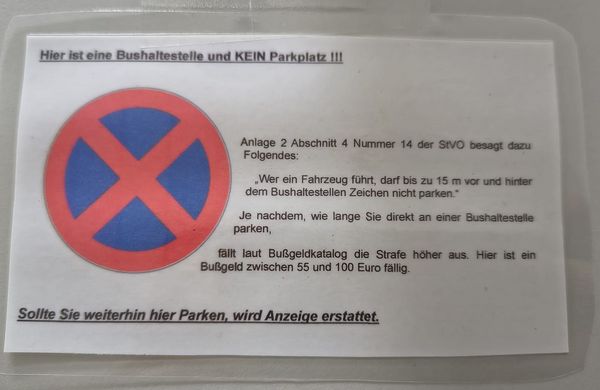 Hier ist eine Bushaltestelle und KEIN Parkplatz !!!
Anlage 2 Abschnitt 4 Nummer 14 der StVO besagt dazu
Folgendes:
„Wer ein Fahrzeug führt, darf bis zu 15 m vor und hinter
dem Bushaltestellen Zeichen nicht parken.“
Je nachdem, wie lange Sie direkt an einer Bushaltestelle
parken,
fällt laut Bußgeldkatalog die Strafe höher aus. Hier ist ein
Bußgeld zwischen 55 und 100 Euro fällig.
Sollte Sie weiterhin hier Parken, wird Anzeige erstattet.